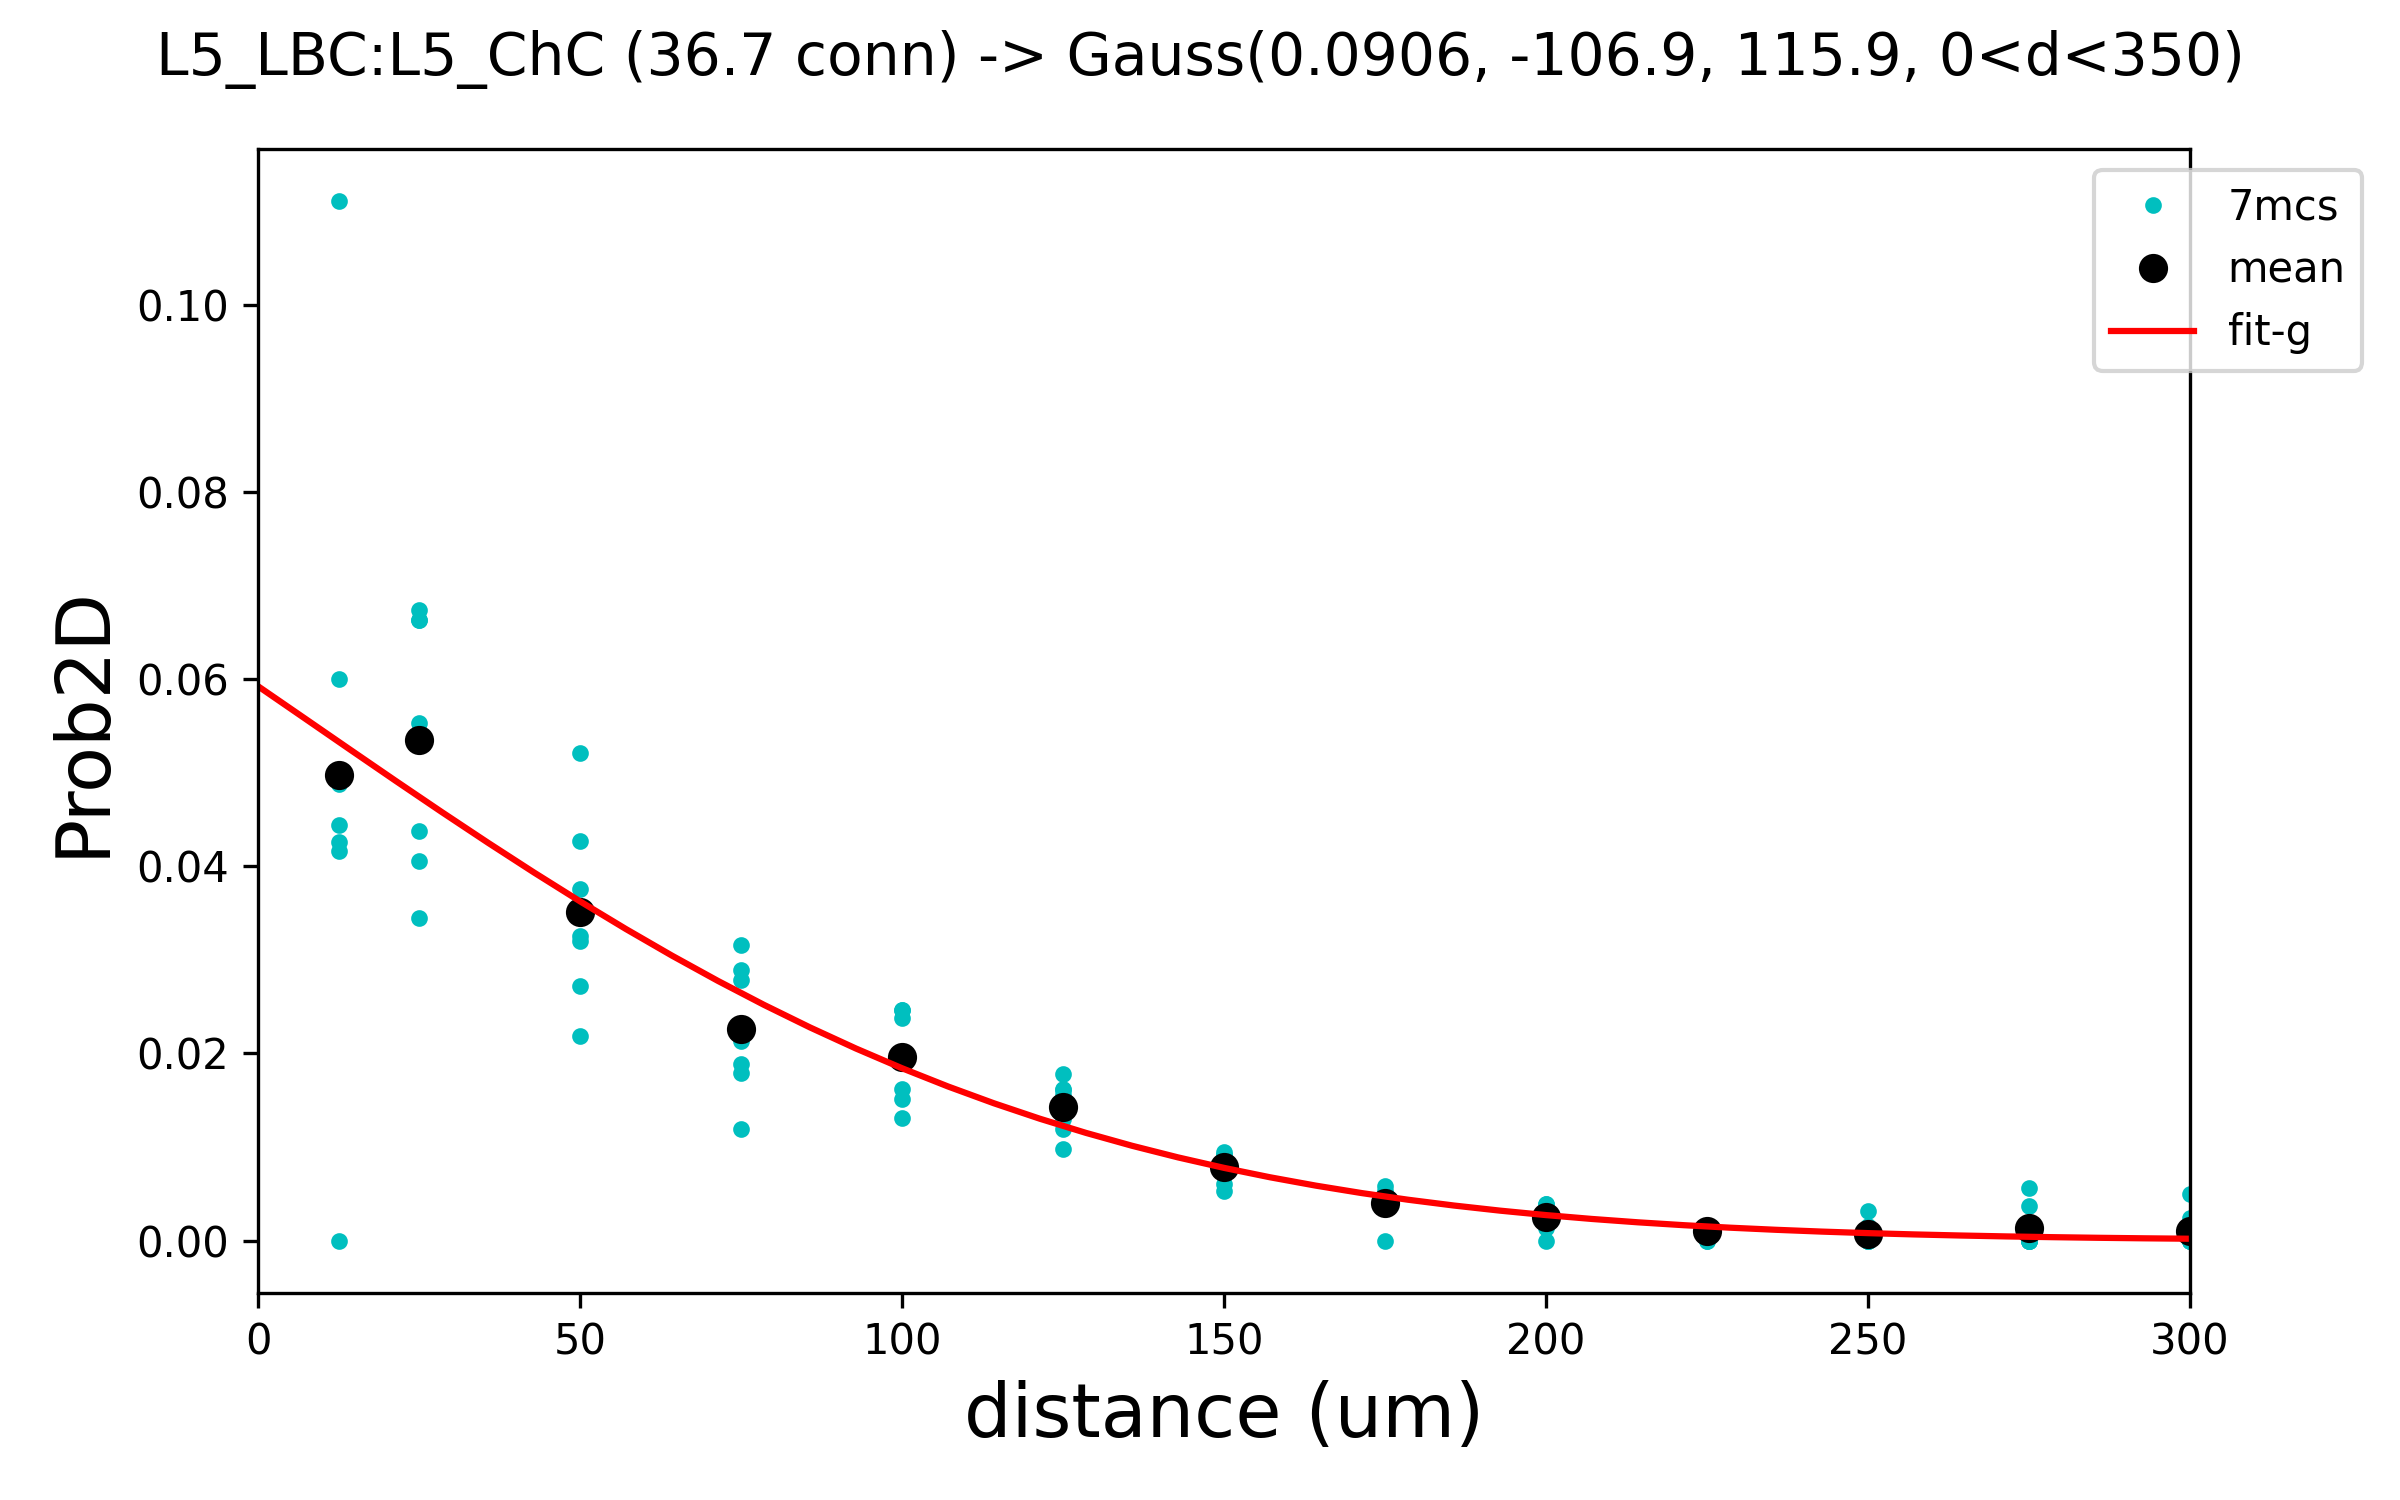 L5_LBC:L5_ChC (36.7 conn) -> Gauss(0.0906, -106.9, 115.9, 0<d<350)
7mcs
mean
fit-g
Prob2D
0.10
0.08
0.06
0.04
0.02
0.00
0 50 100 150 200 250 300
distance (um)